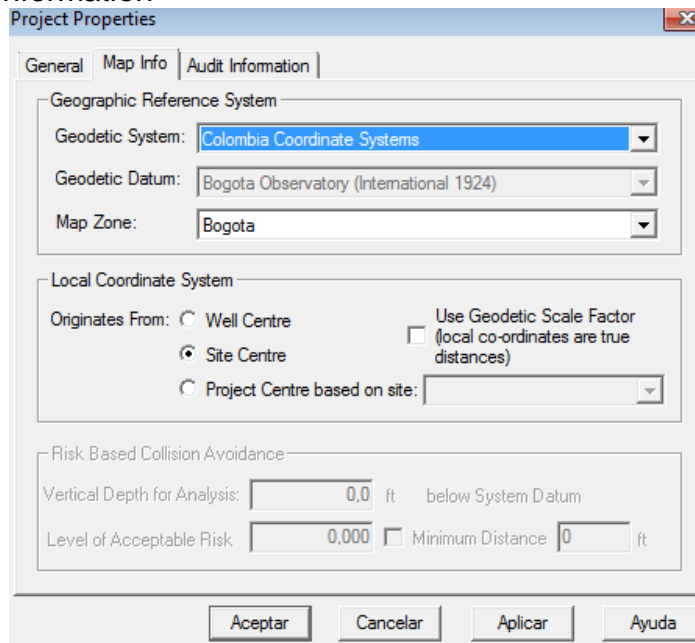 Project Properties
General Map Info Audit Information
Geographic Reference System
Geodetic System: Colombia Coordinate Systems
Geodetic Datum: Bogota Observatory (International 1924)
Map Zone: Bogota
Local Coordinate System
Originates From: Well Centre
Use Geodetic Scale Factor
(local co-ordinates are true
distances)
Site Centre
Project Centre based on site:
Risk Based Collision Avoidance
Vertical Depth for Analysis: 0,0 ft below System Datum
Level of Acceptable Risk 0,000 Minimum Distance 0 ft
Aceptar Cancelar Aplicar Ayuda